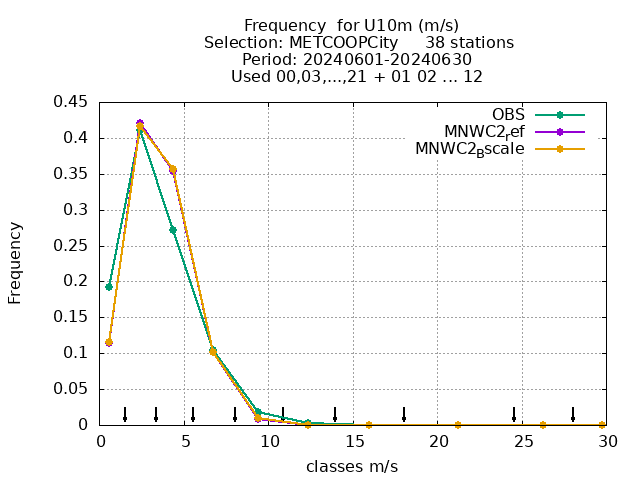 Frequency  for U10m (m/s)
Selection: METCOOPCity     38 stations
Period: 20240601-20240630
Used 00,03,...,21 + 01 02 ... 12
OBS
MNWC2ref
MNWC2Bscale
Frequency
0.45
0.4
0.35
0.3
0.25
0.2
0.15
0.1
0.05
0
0 5 10 15 20 25 30
classes m/s